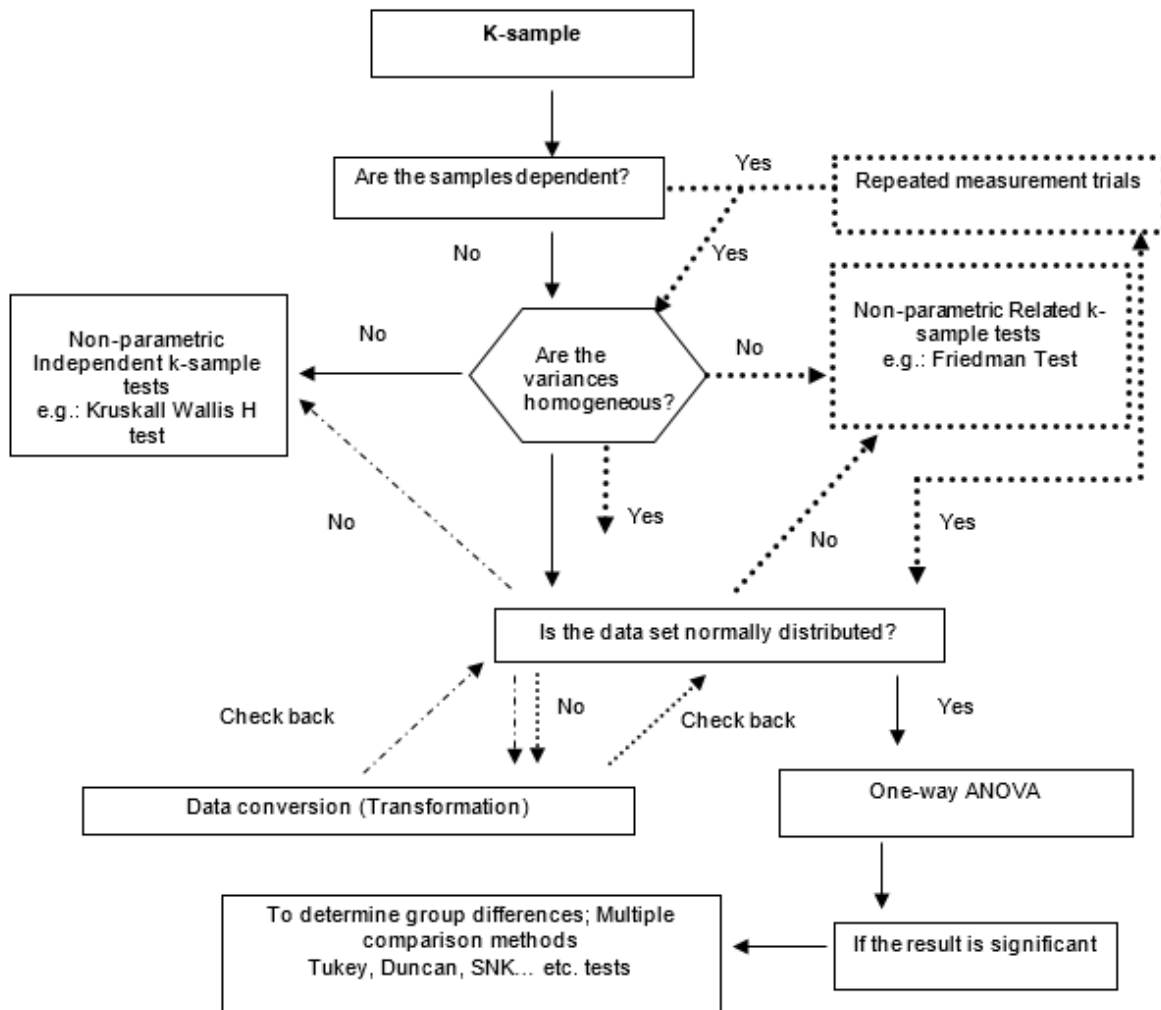 K-sample
Are the samples dependent?
Yes
Repeated measurement trials
No
Yes
Non-parametric
Independent k-sample
tests
e.g.: Kruskall Wallis H
test
No
Are the
variances
homogeneous?
No
Non-parametric Related k-
sample tests
e.g.: Friedman Test
No
Yes
No
Yes
Is the data set normally distributed?
Check back
No
Check back
Yes
Data conversion (Transformation)
One-way ANOVA
To determine group differences; Multiple
comparison methods
Tukey, Duncan, SNK... etc. tests
If the result is significant